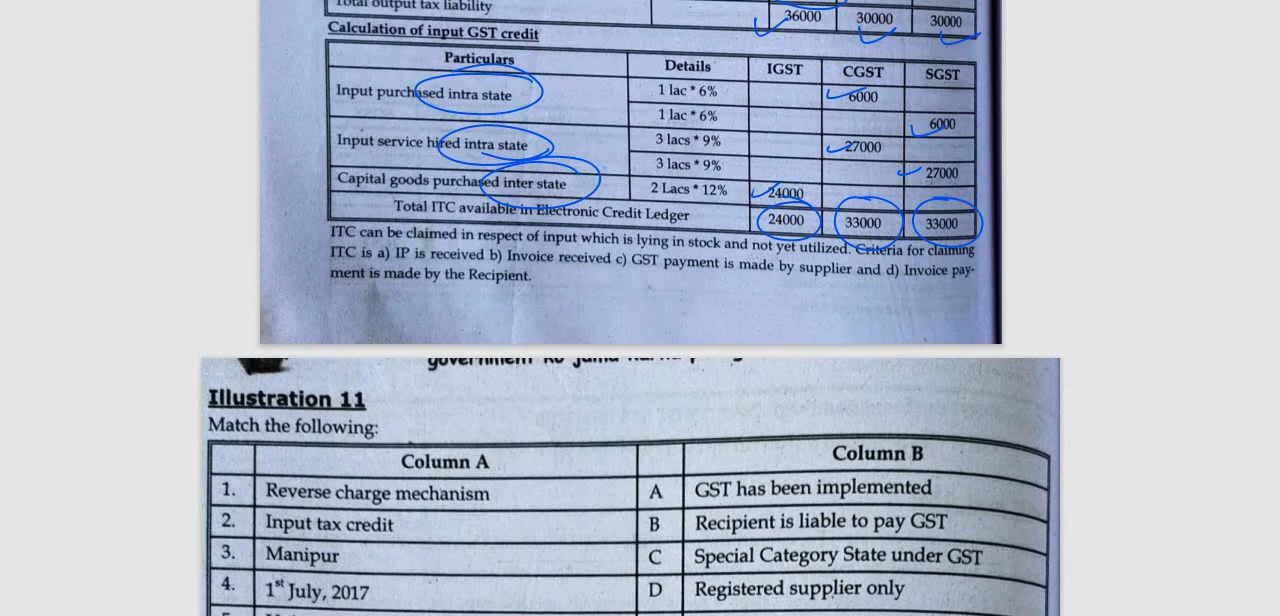 Total output tax liability 36000 30000 30000
Calculation of input GST credit
Particulars Details IGST CGST SGST
Input purchased intra state 1 lac * 6% 6000
1 lac * 6% 6000
Input service hired intra state 3 lacs * 9% 27000
3 lacs * 9% 27000
Capital goods purchased inter state 2 Lacs * 12% 24000
Total ITC available in Electronic Credit Ledger 24000 33000 33000
ITC can be claimed in respect of input which is lying in stock and not yet utilized. Criteria for claiming
ITC is a) IP is received b) Invoice received c) GST payment is made by supplier and d) Invoice pay-
ment is made by the Recipient.
government ko jama
Illustration 11
Match the following:
Column A Column B
1. Reverse charge mechanism A GST has been implemented
2. Input tax credit B Recipient is liable to pay GST
3. Manipur C Special Category State under GST
4. 1st July, 2017 D Registered supplier only